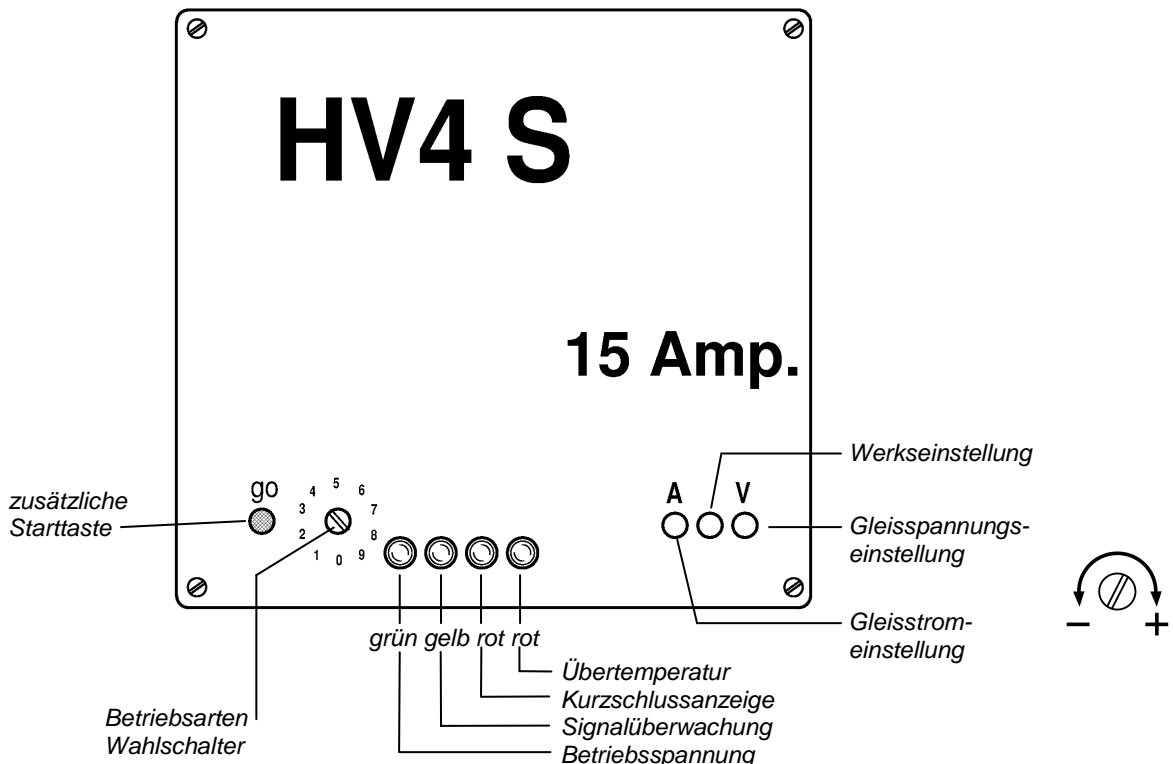 HV4 S
15 Amp.
Werkseinstellung
A V
go
4 5 6
3 7
2 8
1 0 9
zusätzliche
Starttaste
Gleisspannungs-
einstellung
Gleisstrom-
einstellung
– +
grün gelb rot rot
Übertemperatur
Kurzschlussanzeige
Signalüberwachung
Betriebsspannung
Betriebsarten
Wahlschalter